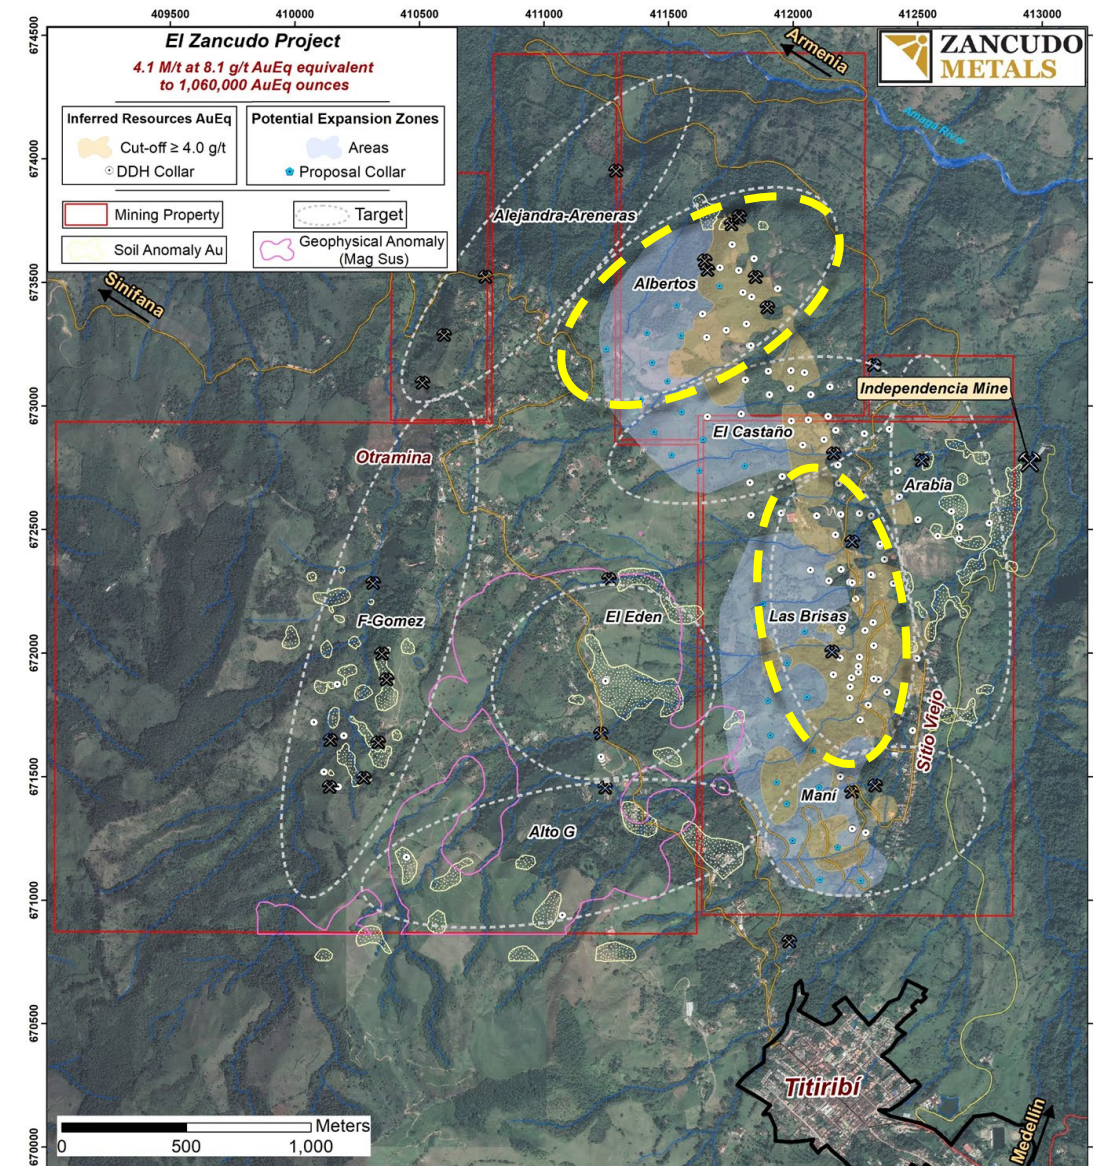 409500 410000 410500 411000 411500 412000 412500 413000
674500
674000
673500
673000
672500
672000
671500
671000
670500
670000
El Zancudo Project
4.1 M/t at 8.1 g/t AuEq equivalent
to 1,060,000 AuEq ounces
Inferred Resources AuEq
Cut-off ≥ 4.0 g/t
DDH Collar
Potential Expansion Zones
Areas
Proposal Collar
Mining Property
Target
Soil Anomaly Au
Geophysical Anomaly
(Mag Sus)
ZANCUDO
METALS
Armenia
Amaga River
Alejandra-Areneras
Sinifana
Albertos
Independencia Mine
El Castaño
Otramina
Arabia
F-Gomez
El Eden
Las Brisas
Sitio Viejo
Maní
Alto G
Titiribí
Medellín
Meters
0 500 1,000